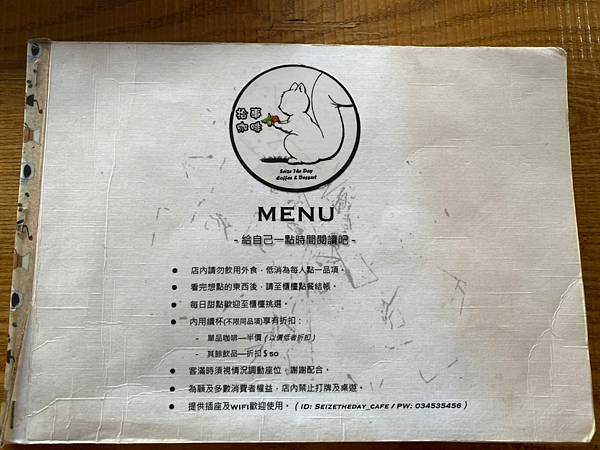 拾事
咖啡
Seize The Day
Coffee & Dessert
MENU
- 給自己一點時間閱讀吧 -
● 店內請勿飲用外食，低消為每人點一品項。
● 看完想點的東西後，請至櫃檯點餐結帳。
● 每日甜點歡迎至櫃檯挑選。
● 內用續杯(不限同品項)享有折扣：
- 單品咖啡—半價（以價低者折扣）
- 其餘飲品—折扣$50
● 客滿時須視情況調動座位，謝謝配合。
● 為顧及多數消費者權益，店內禁止打牌及桌遊。
● 提供插座及WIFI歡迎使用。（ID: SEIZETHEDAY_CAFE / PW: 034535456）